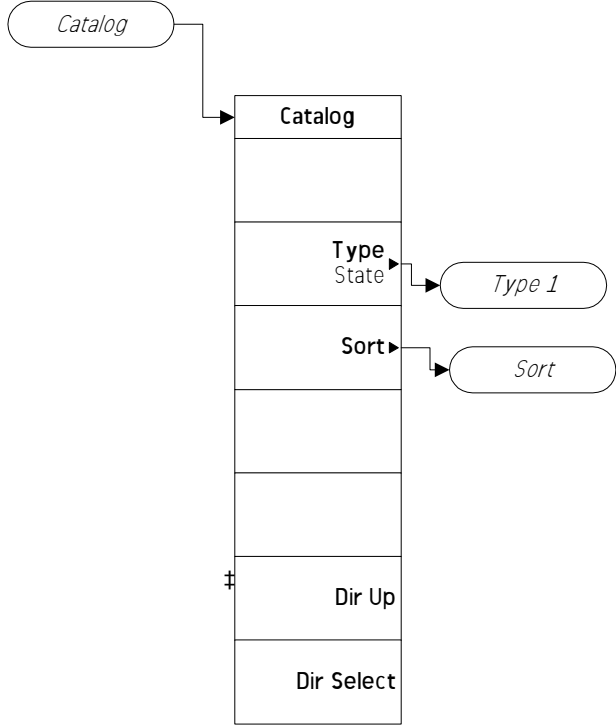 Catalog
Catalog
Type
State
Type 1
Sort
Sort
‡
Dir Up
Dir Select